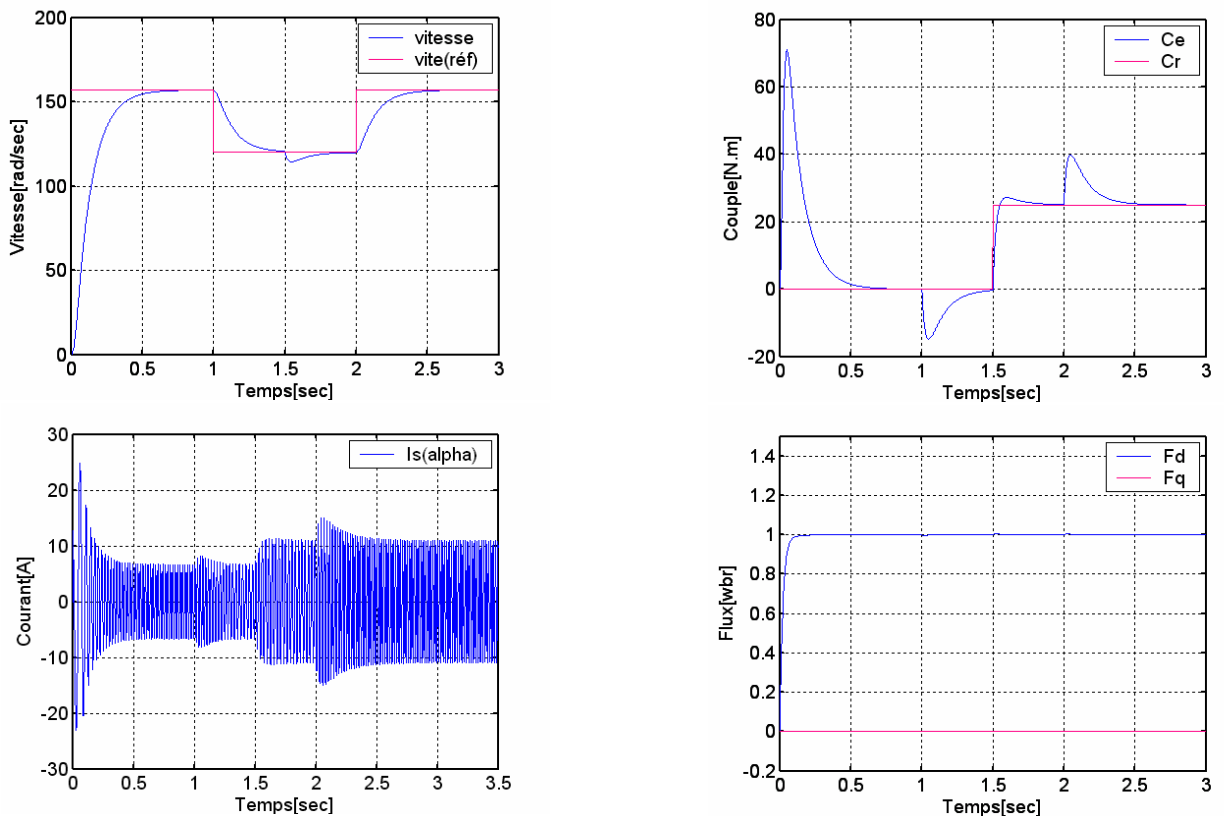 200
150
100
50
0
Vitesse[rad/sec]
vitesse
vite(réf)
0 0.5 1 1.5 2 2.5 3
Temps[sec]
80
60
40
20
0
-20
Couple[N.m]
Ce
Cr
0 0.5 1 1.5 2 2.5 3
Temps[sec]
30
20
10
0
-10
-20
-30
Courant[A]
Is(alpha)
0 0.5 1 1.5 2 2.5 3 3.5
Temps[sec]
1.4
1.2
1
0.8
0.6
0.4
0.2
0
-0.2
Flux[wbr]
Fd
Fq
0 0.5 1 1.5 2 2.5 3
Temps[sec]